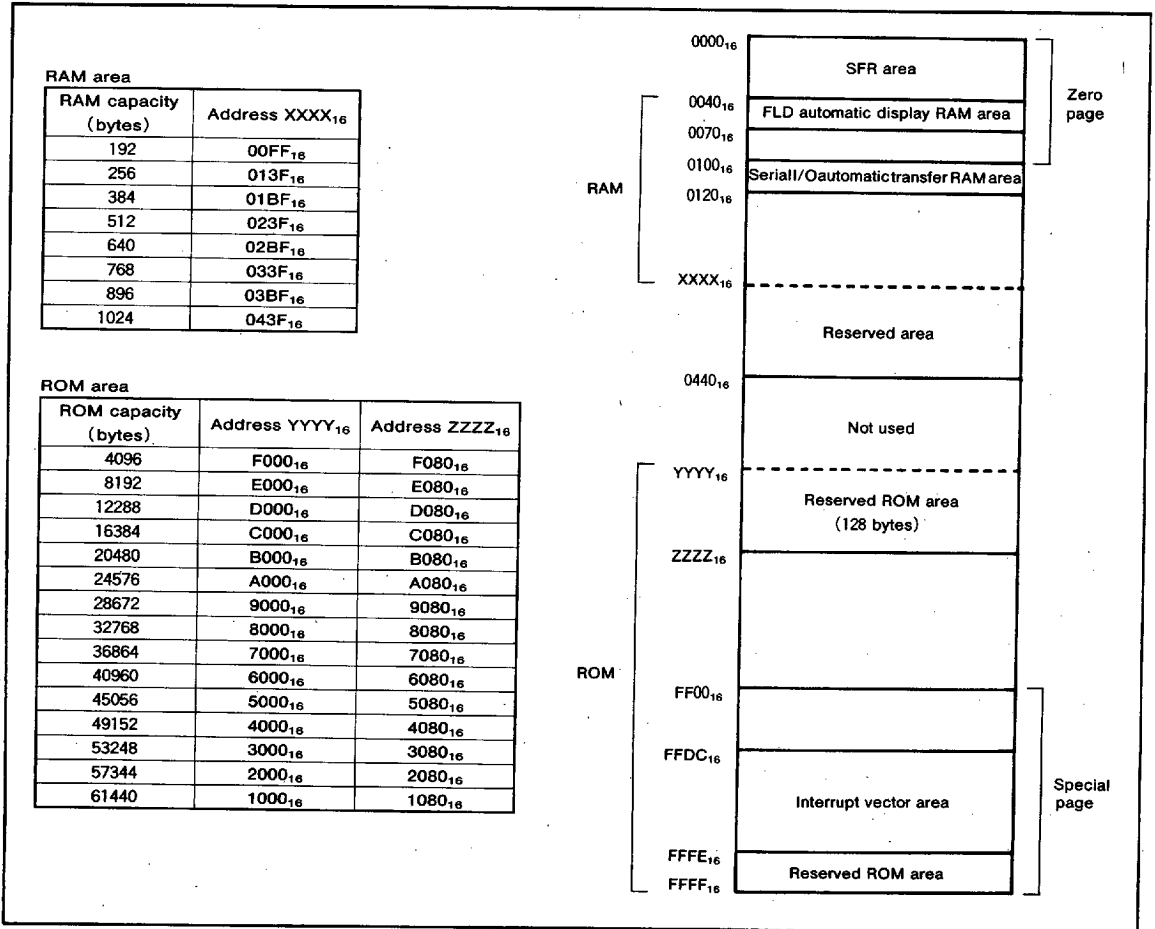 RAM area
RAM capacity (bytes) Address XXXX₁₆
192 00FF₁₆
256 013F₁₆
384 01BF₁₆
512 023F₁₆
640 02BF₁₆
768 033F₁₆
896 03BF₁₆
1024 043F₁₆
ROM area
ROM capacity (bytes) Address YYYY₁₆ Address ZZZZ₁₆
4096 F000₁₆ F080₁₆
8192 E000₁₆ E080₁₆
12288 D000₁₆ D080₁₆
16384 C000₁₆ C080₁₆
20480 B000₁₆ B080₁₆
24576 A000₁₆ A080₁₆
28672 9000₁₆ 9080₁₆
32768 8000₁₆ 8080₁₆
36864 7000₁₆ 7080₁₆
40960 6000₁₆ 6080₁₆
45056 5000₁₆ 5080₁₆
49152 4000₁₆ 4080₁₆
53248 3000₁₆ 3080₁₆
57344 2000₁₆ 2080₁₆
61440 1000₁₆ 1080₁₆
0000₁₆
SFR area
Zero
page
0040₁₆
FLD automatic display RAM area
0070₁₆
0100₁₆
SerialI/Oautomatictransfer RAM area
RAM
0120₁₆
XXXX₁₆
Reserved area
0440₁₆
Not used
YYYY₁₆
Reserved ROM area
(128 bytes)
ZZZZ₁₆
ROM
FF00₁₆
FFDC₁₆
Interrupt vector area
Special
page
FFFE₁₆
Reserved ROM area
FFFF₁₆